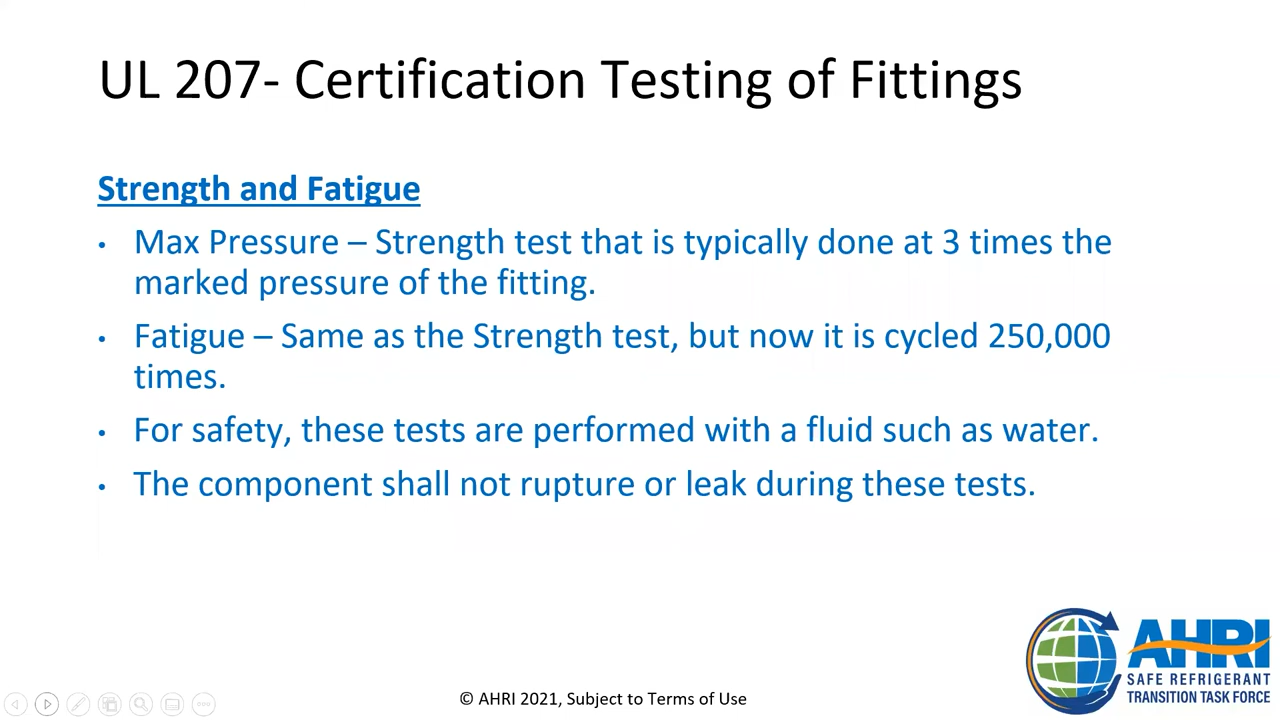 UL 207- Certification Testing of Fittings
Strength and Fatigue
• Max Pressure – Strength test that is typically done at 3 times the
marked pressure of the fitting.
• Fatigue – Same as the Strength test, but now it is cycled 250,000
times.
• For safety, these tests are performed with a fluid such as water.
• The component shall not rupture or leak during these tests.
© AHRI 2021, Subject to Terms of Use
AHRI
SAFE REFRIGERANT
TRANSITION TASK FORCE